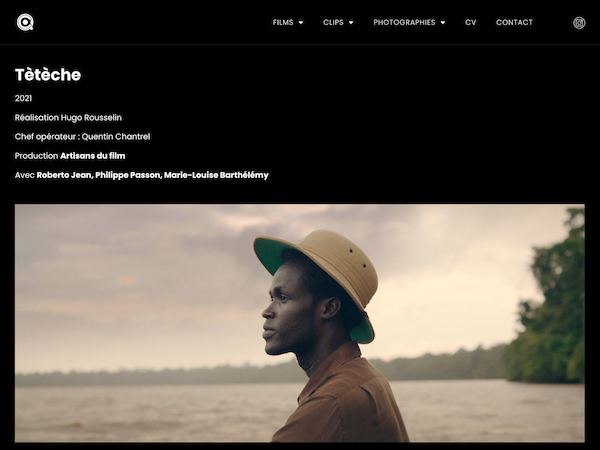 FILMS CLIPS PHOTOGRAPHIES CV CONTACT
Tètèche
2021
Réalisation Hugo Rousselin
Chef opérateur : Quentin Chantrel
Production Artisans du film
Avec Roberto Jean, Philippe Passon, Marie-Louise Barthélémy